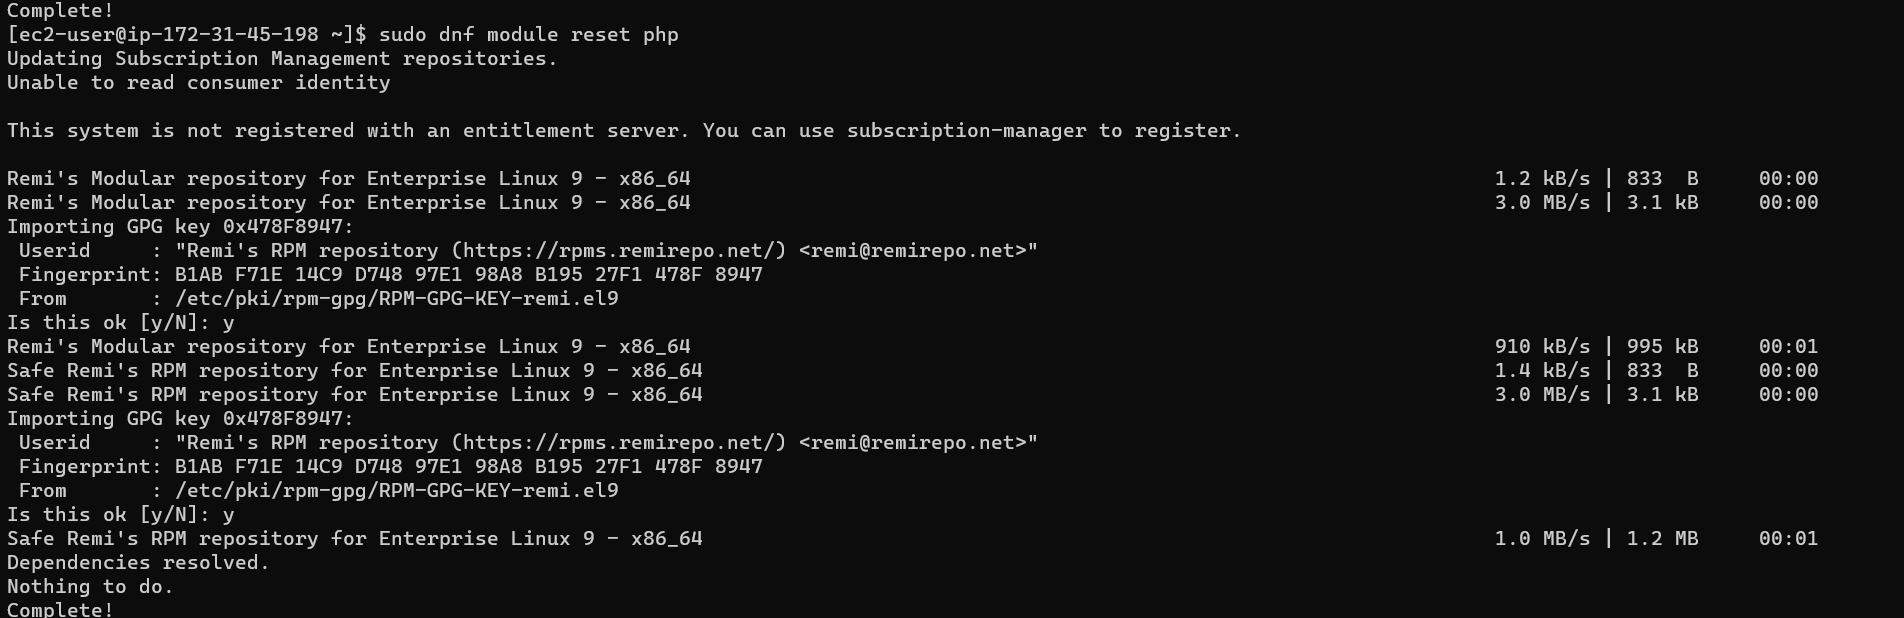 Complete!
[ec2-user@ip-172-31-45-198 ~]$ sudo dnf module reset php
Updating Subscription Management repositories.
Unable to read consumer identity
This system is not registered with an entitlement server. You can use subscription-manager to register.
Remi's Modular repository for Enterprise Linux 9 - x86_64 1.2 kB/s | 833 B 00:00
Remi's Modular repository for Enterprise Linux 9 - x86_64 3.0 MB/s | 3.1 kB 00:00
Importing GPG key 0x478F8947:
Userid : "Remi's RPM repository (https://rpms.remirepo.net/) <remi@remirepo.net>"
Fingerprint: B1AB F71E 14C9 D748 97E1 98A8 B195 27F1 478F 8947
From : /etc/pki/rpm-gpg/RPM-GPG-KEY-remi.el9
Is this ok [y/N]: y
Remi's Modular repository for Enterprise Linux 9 - x86_64 910 kB/s | 995 kB 00:01
Safe Remi's RPM repository for Enterprise Linux 9 - x86_64 1.4 kB/s | 833 B 00:00
Safe Remi's RPM repository for Enterprise Linux 9 - x86_64 3.0 MB/s | 3.1 kB 00:00
Importing GPG key 0x478F8947:
Userid : "Remi's RPM repository (https://rpms.remirepo.net/) <remi@remirepo.net>"
Fingerprint: B1AB F71E 14C9 D748 97E1 98A8 B195 27F1 478F 8947
From : /etc/pki/rpm-gpg/RPM-GPG-KEY-remi.el9
Is this ok [y/N]: y
Safe Remi's RPM repository for Enterprise Linux 9 - x86_64 1.0 MB/s | 1.2 MB 00:01
Dependencies resolved.
Nothing to do.
Complete!